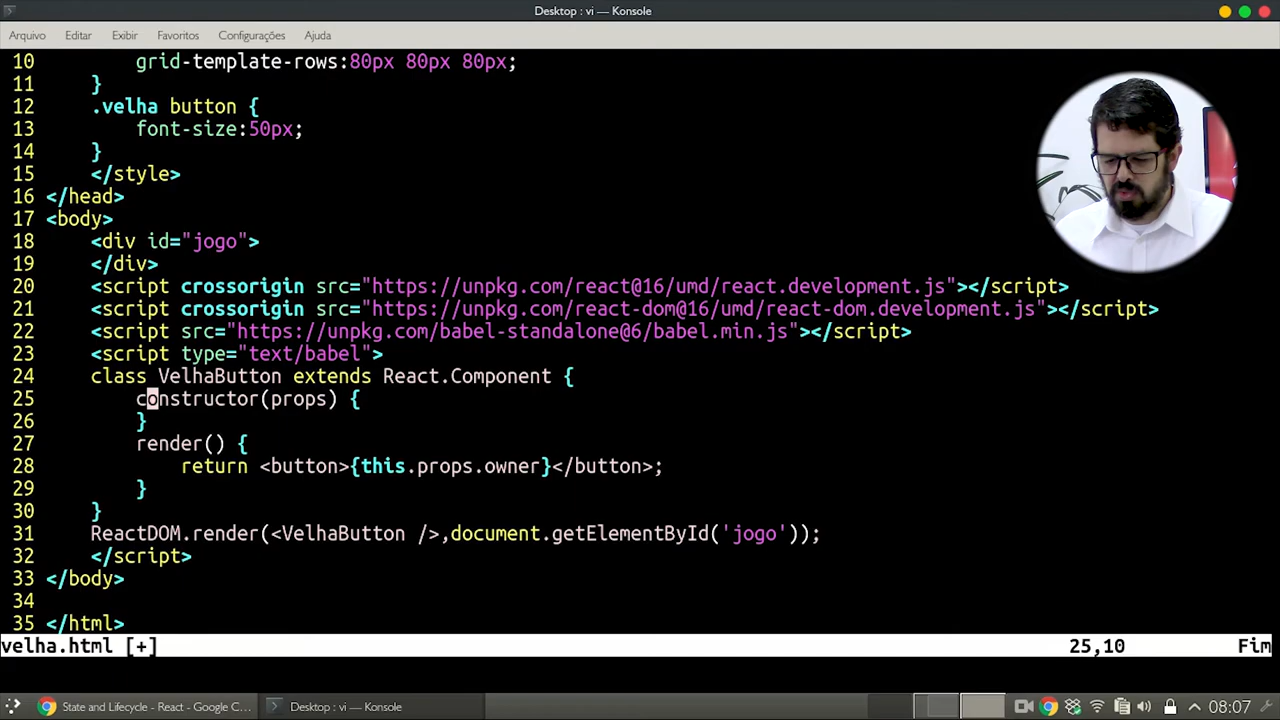 Desktop : vi — Konsole
Arquivo Editar Exibir Favoritos Configurações Ajuda
10 grid-template-rows:80px 80px 80px;
11 }
12 .velha button {
13 font-size:50px;
14 }
15 </style>
16 </head>
17 <body>
18 <div id="jogo">
19 </div>
20 <script crossorigin src="https://unpkg.com/react@16/umd/react.development.js"></script>
21 <script crossorigin src="https://unpkg.com/react-dom@16/umd/react-dom.development.js"></script>
22 <script src="https://unpkg.com/babel-standalone@6/babel.min.js"></script>
23 <script type="text/babel">
24 class VelhaButton extends React.Component {
25 constructor(props) {
26 }
27 render() {
28 return <button>{this.props.owner}</button>;
29 }
30 }
31 ReactDOM.render(<VelhaButton />,document.getElementById('jogo'));
32 </script>
33 </body>
34
35 </html>
velha.html [+] 25,10 Fim
State and Lifecycle - React - Google C... Desktop : vi — Konsole 08:07